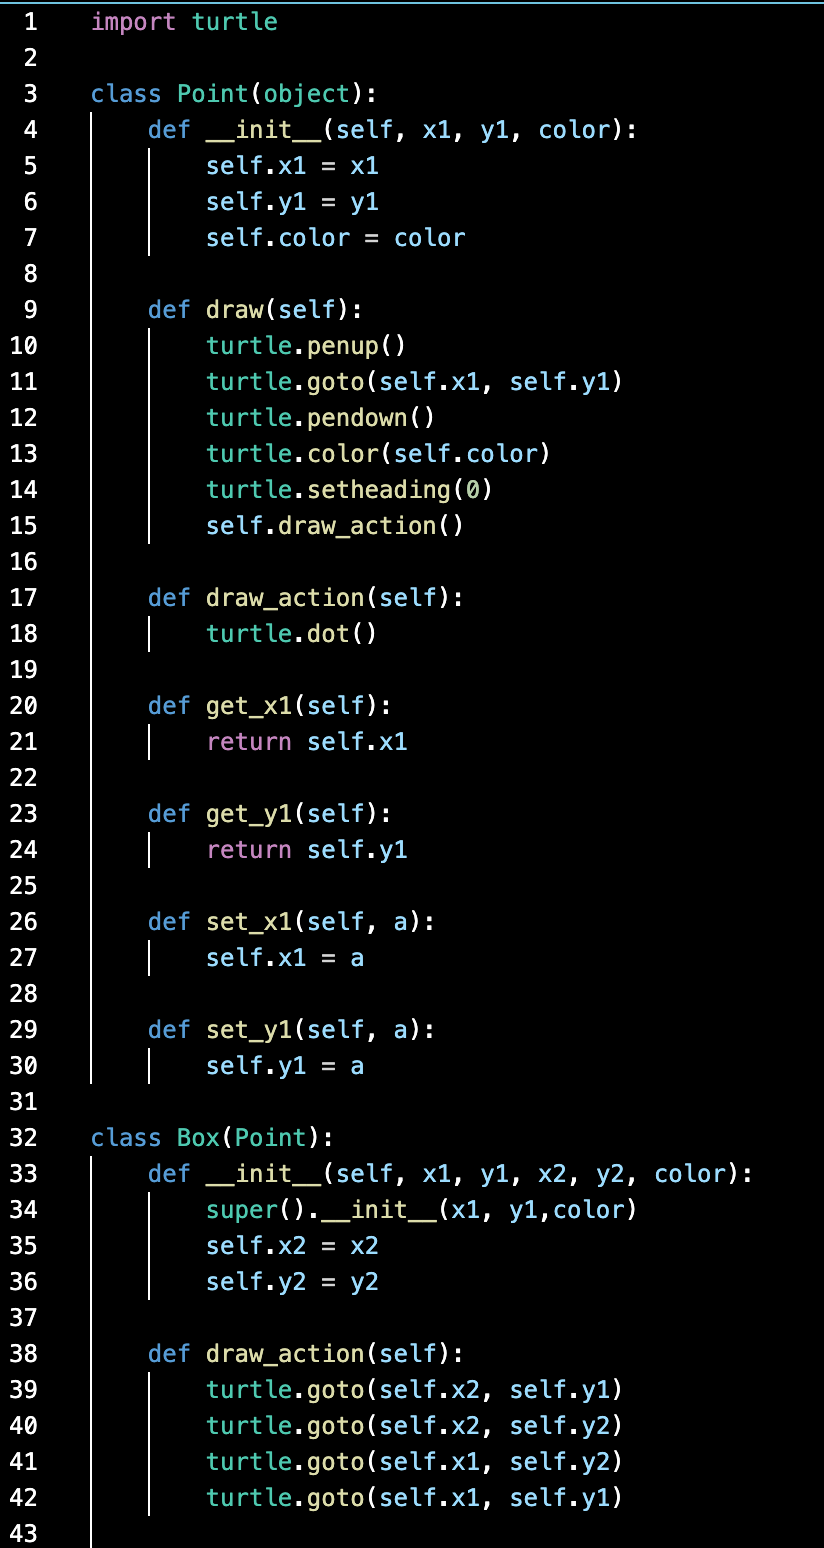 1 import turtle
2
3 class Point(object):
4     def __init__(self, x1, y1, color):
5         self.x1 = x1
6         self.y1 = y1
7         self.color = color
8
9     def draw(self):
10         turtle.penup()
11         turtle.goto(self.x1, self.y1)
12         turtle.pendown()
13         turtle.color(self.color)
14         turtle.setheading(0)
15         self.draw_action()
16
17     def draw_action(self):
18         turtle.dot()
19
20     def get_x1(self):
21         return self.x1
22
23     def get_y1(self):
24         return self.y1
25
26     def set_x1(self, a):
27         self.x1 = a
28
29     def set_y1(self, a):
30         self.y1 = a
31
32 class Box(Point):
33     def __init__(self, x1, y1, x2, y2, color):
34         super().__init__(x1, y1,color)
35         self.x2 = x2
36         self.y2 = y2
37
38     def draw_action(self):
39         turtle.goto(self.x2, self.y1)
40         turtle.goto(self.x2, self.y2)
41         turtle.goto(self.x1, self.y2)
42         turtle.goto(self.x1, self.y1)
43